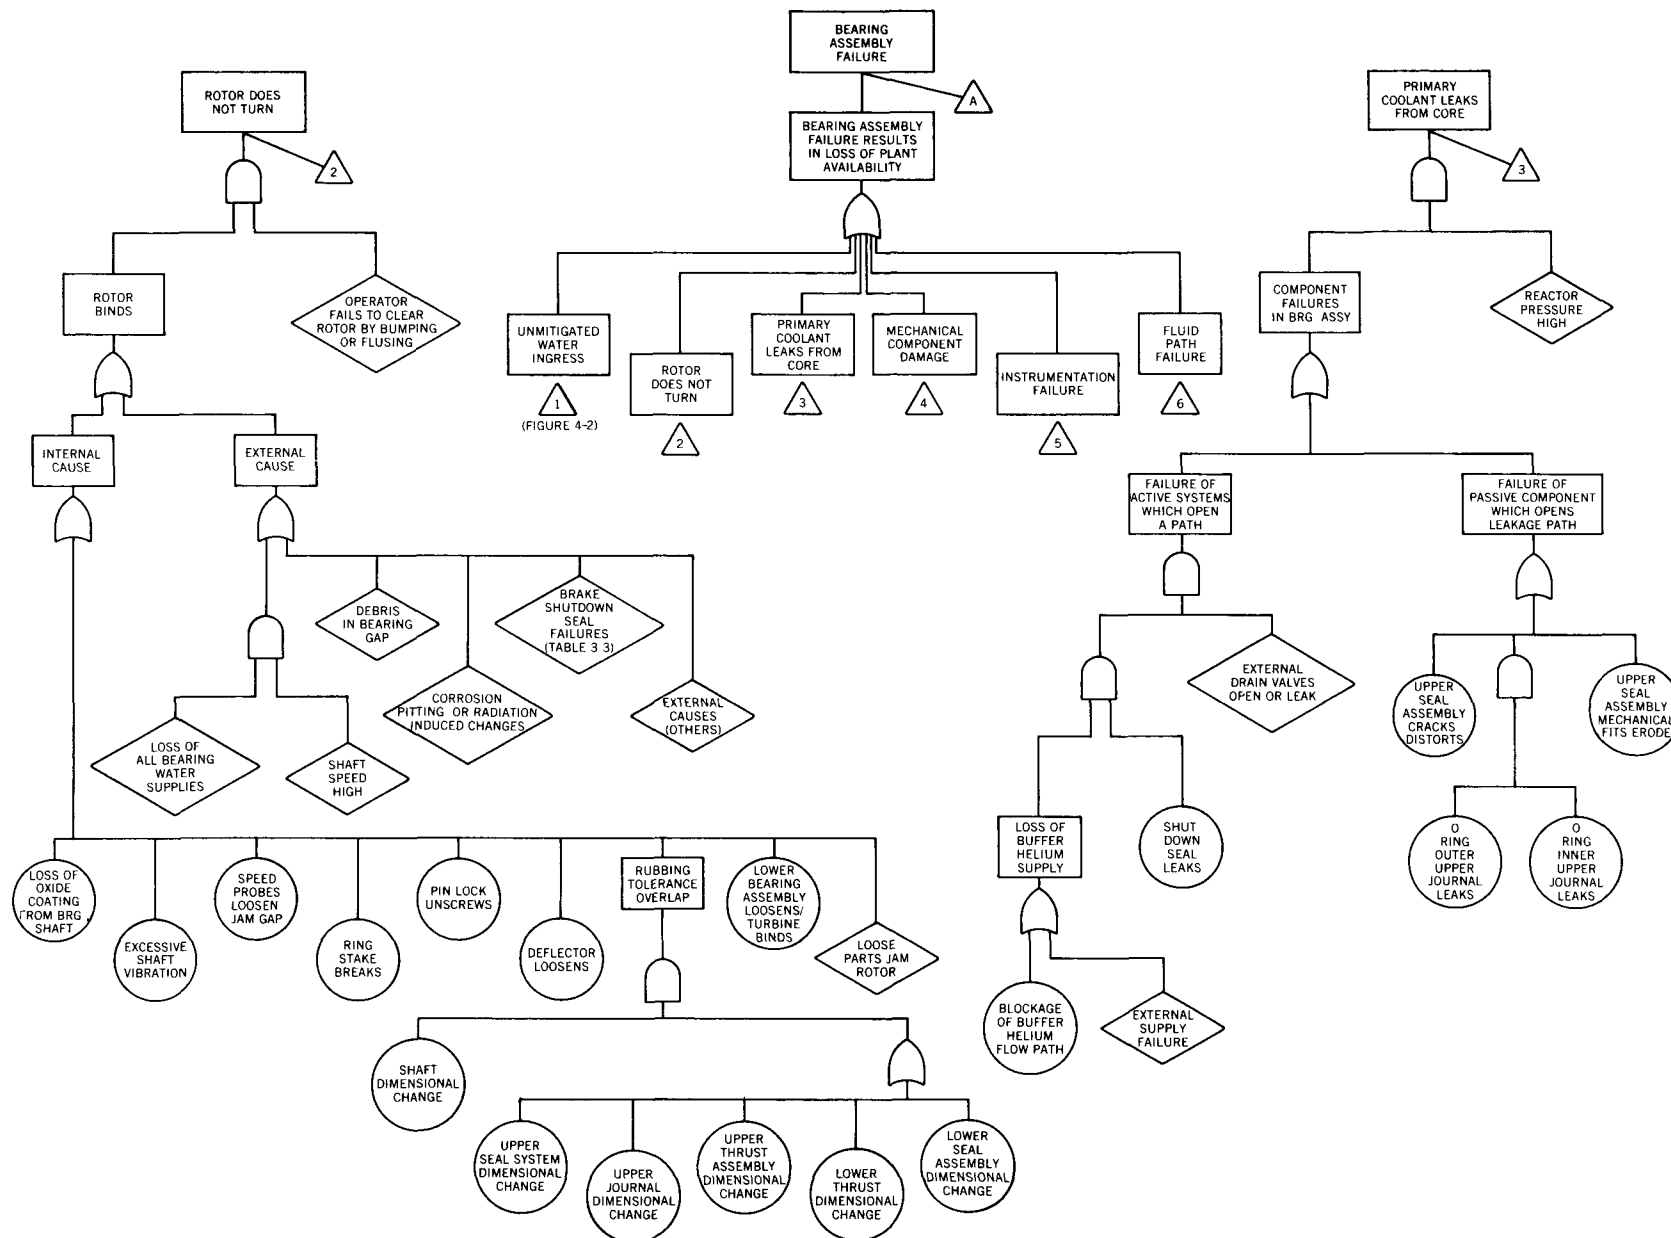 BEARING
ASSEMBLY
FAILURE
A
BEARING ASSEMBLY
FAILURE RESULTS
IN LOSS OF PLANT
AVAILABILITY
UNMITIGATED
WATER
INGRESS
1
(FIGURE 4-2)
ROTOR
DOES NOT
TURN
2
PRIMARY
COOLANT
LEAKS FROM
CORE
3
MECHANICAL
COMPONENT
DAMAGE
4
INSTRUMENTATION
FAILURE
5
FLUID
PATH
FAILURE
6
ROTOR DOES
NOT TURN
2
ROTOR
BINDS
OPERATOR
FAILS TO CLEAR
ROTOR BY BUMPING
OR FLUSING
INTERNAL
CAUSE
EXTERNAL
CAUSE
DEBRIS
IN BEARING
GAP
CORROSION
PITTING OR RADIATION
INDUCED CHANGES
BRAKE
SHUTDOWN
SEAL
FAILURES
(TABLE 3 3)
EXTERNAL
CAUSES
(OTHERS)
LOSS OF
ALL BEARING
WATER
SUPPLIES
SHAFT
SPEED
HIGH
LOSS OF
OXIDE
COATING
FROM BRG
SHAFT
EXCESSIVE
SHAFT
VIBRATION
SPEED
PROBES
LOOSEN
JAM GAP
RING
STAKE
BREAKS
PIN LOCK
UNSCREWS
DEFLECTOR
LOOSENS
RUBBING
TOLERANCE
OVERLAP
LOWER
BEARING
ASSEMBLY
LOOSENS/
TURBINE
BINDS
LOOSE
PARTS JAM
ROTOR
SHAFT
DIMENSIONAL
CHANGE
UPPER
SEAL SYSTEM
DIMENSIONAL
CHANGE
UPPER
JOURNAL
DIMENSIONAL
CHANGE
UPPER
THRUST
ASSEMBLY
DIMENSIONAL
CHANGE
LOWER
THRUST
DIMENSIONAL
CHANGE
LOWER
SEAL
ASSEMBLY
DIMENSIONAL
CHANGE
PRIMARY
COOLANT LEAKS
FROM CORE
3
COMPONENT
FAILURES
IN BRG ASSY
REACTOR
PRESSURE
HIGH
FAILURE OF
ACTIVE SYSTEMS
WHICH OPEN
A PATH
FAILURE OF
PASSIVE COMPONENT
WHICH OPENS
LEAKAGE PATH
EXTERNAL
DRAIN VALVES
OPEN OR LEAK
LOSS OF
BUFFER
HELIUM
SUPPLY
SHUT
DOWN
SEAL
LEAKS
BLOCKAGE
OF BUFFER
HELIUM
FLOW PATH
EXTERNAL
SUPPLY
FAILURE
UPPER
SEAL
ASSEMBLY
CRACKS
DISTORTS
UPPER
SEAL
ASSEMBLY
MECHANICAL
FITS ERODE
O
RING
OUTER
UPPER
JOURNAL
LEAKS
O
RING
INNER
UPPER
JOURNAL
LEAKS